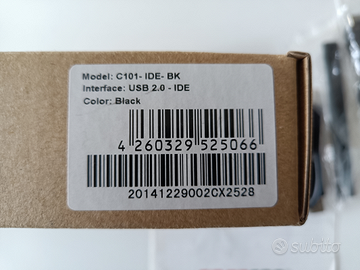 Model: C101- IDE- BK
Interface: USB 2.0 - IDE
Color: Black
4 260329 525066
20141229002CX2528
subito